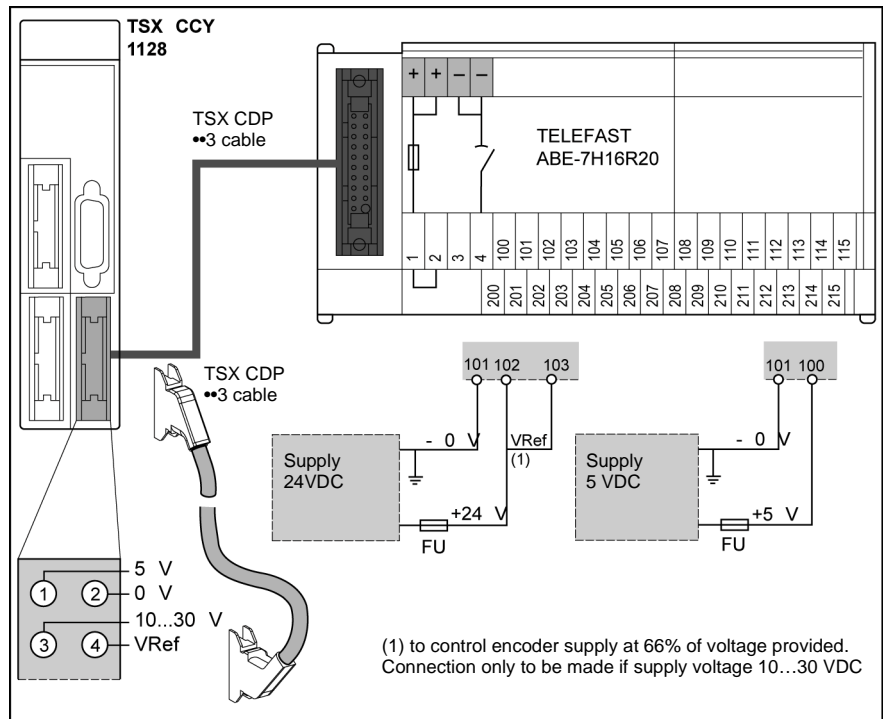 TSX CCY
1128
TSX CDP
••3 cable
+ + – –
TELEFAST
ABE-7H16R20
1 2 3 4 100 101 102 103 104 105 106 107 108 109 110 111 112 113 114 115
200 201 202 203 204 205 206 207 208 209 210 211 212 213 214 215
TSX CDP
••3 cable
101 102 103
- 0 V
VRef
(1)
Supply
24VDC
+24 V
FU
101 100
- 0 V
Supply
5 VDC
+5 V
FU
1 2 3 4
5 V
0 V
10...30 V
VRef
(1) to control encoder supply at 66% of voltage provided.
Connection only to be made if supply voltage 10…30 VDC